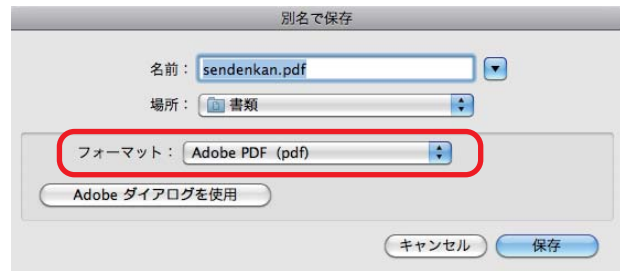 別名で保存
名前： sendenkan.pdf
場所： 書類
フォーマット： Adobe PDF (pdf)
Adobe ダイアログを使用
キャンセル 保存